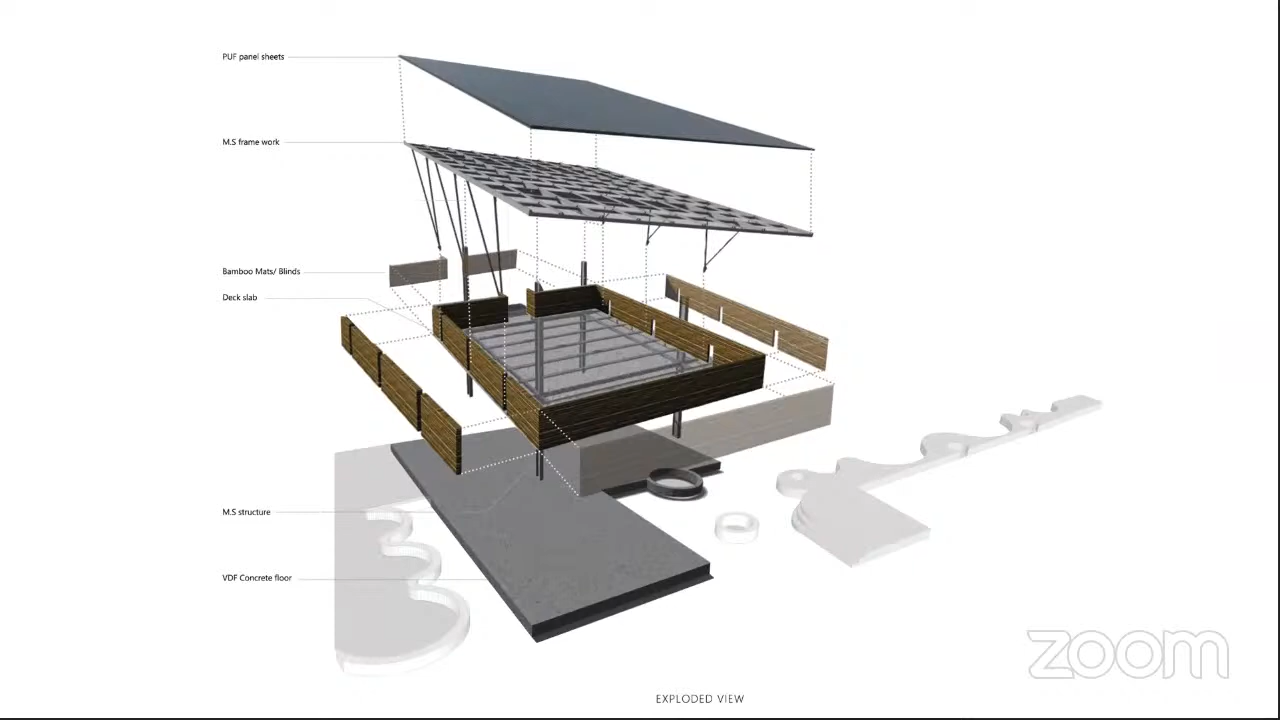 PUF panel sheets
M.S frame work
Bamboo Mats/ Blinds
Deck slab
M.S structure
VDF Concrete floor
zoom
EXPLODED VIEW